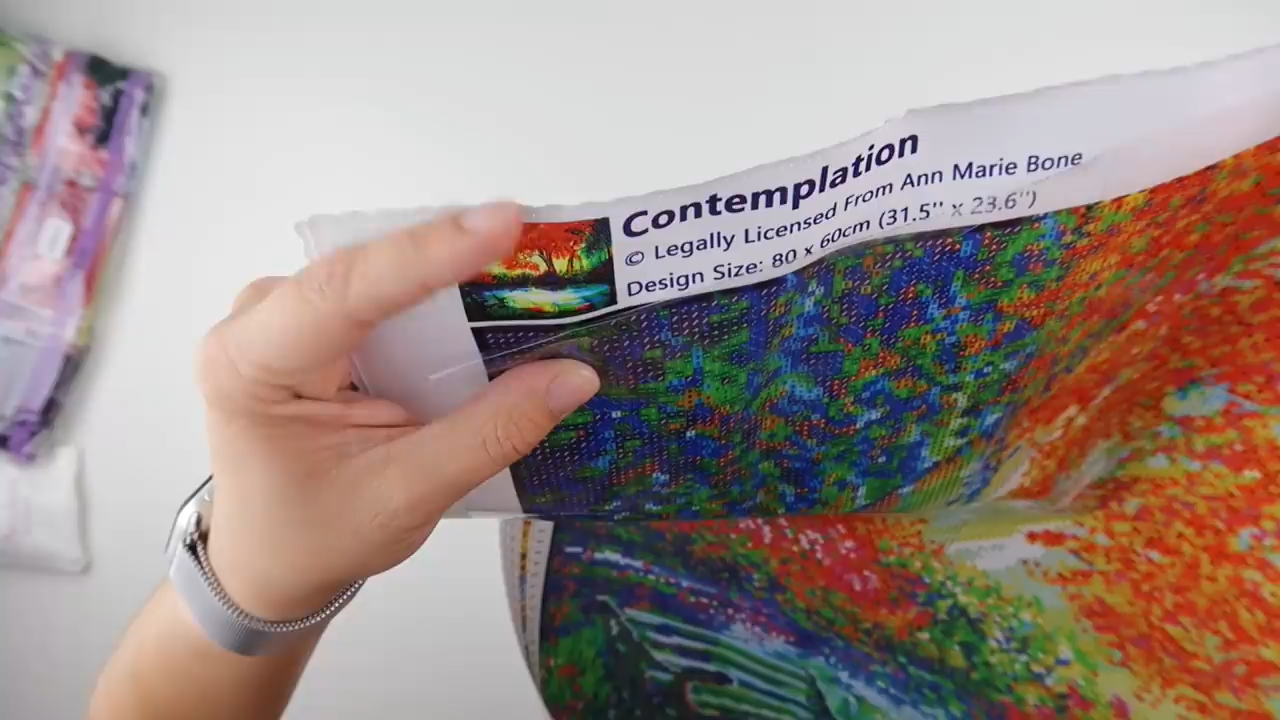 Contemplation
© Legally Licensed From Ann Marie Bone
Design Size: 80 x 60cm (31.5'' x 23.6'')